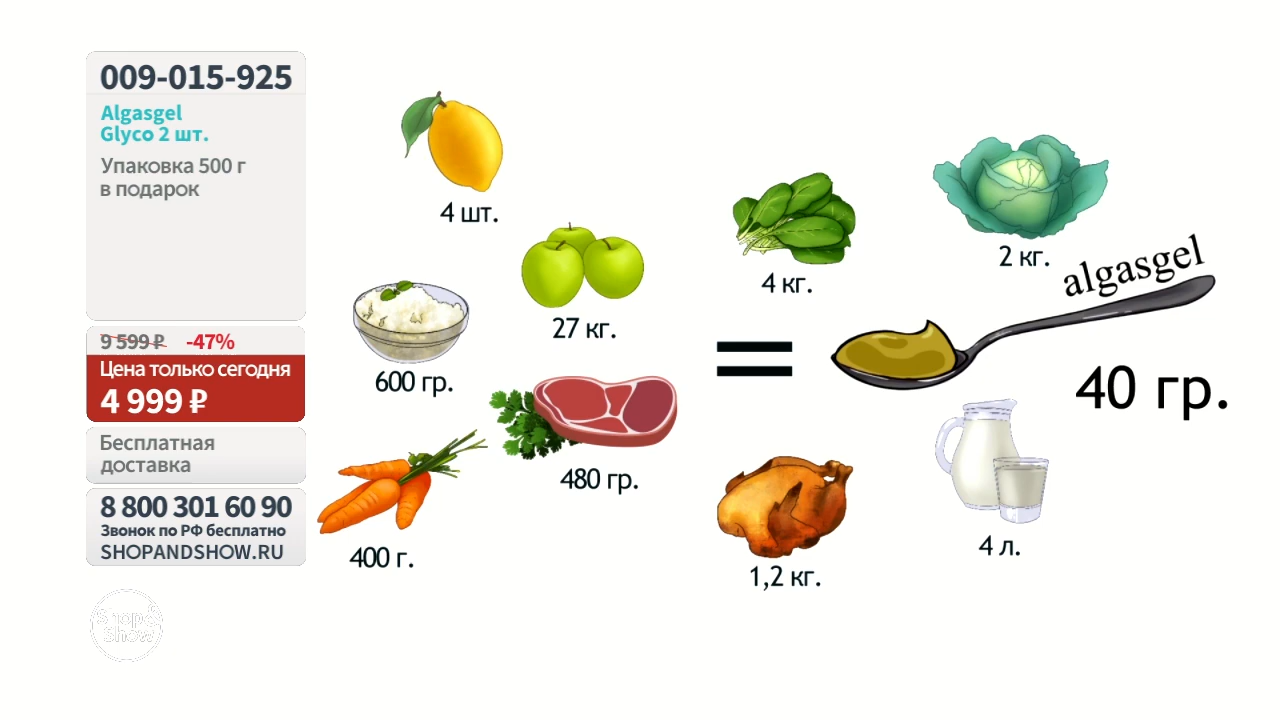 009-015-925
Algasgel
Glyco 2 шт.
Упаковка 500 г
в подарок
9 599 ₽ -47%
Цена только сегодня
4 999 ₽
Бесплатная
доставка
8 800 301 60 90
Звонок по РФ бесплатно
SHOPANDSHOW.RU
Shop&
Show
4 шт.
27 кг.
600 гр.
480 гр.
400 г.
=
4 кг.
2 кг.
algasgel
40 гр.
1,2 кг.
4 л.